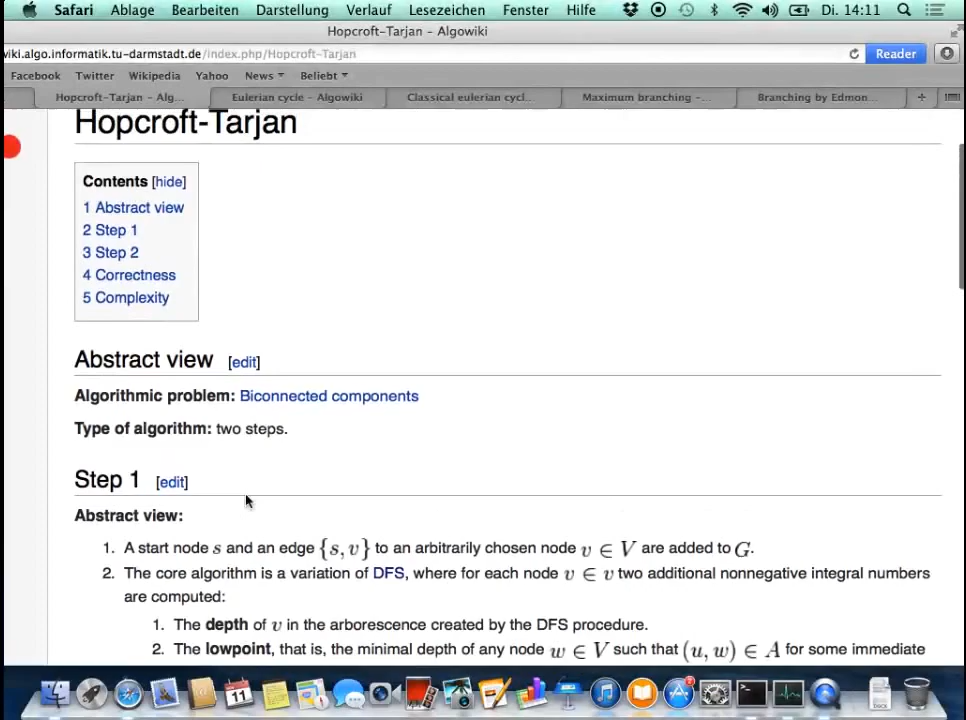 Safari Ablage Bearbeiten Darstellung Verlauf Lesezeichen Fenster Hilfe Di. 14:11
Hopcroft-Tarjan – Algowiki
wiki.algo.informatik.tu-darmstadt.de/index.php/Hopcroft-Tarjan Reader
Facebook Twitter Wikipedia Yahoo News Beliebt
Hopcroft-Tarjan – Alg... Eulerian cycle – Algowiki Classical eulerian cycl... Maximum branching –... Branching by Edmon... +
Hopcroft-Tarjan
Contents [hide]
1 Abstract view
2 Step 1
3 Step 2
4 Correctness
5 Complexity
Abstract view [edit]
Algorithmic problem: Biconnected components
Type of algorithm: two steps.
Step 1 [edit]
Abstract view:
1. A start node s and an edge {s, v} to an arbitrarily chosen node v ∈ V are added to G.
2. The core algorithm is a variation of DFS, where for each node v ∈ v two additional nonnegative integral numbers
are computed:
1. The depth of v in the arborescence created by the DFS procedure.
2. The lowpoint, that is, the minimal depth of any node w ∈ V such that (u, w) ∈ A for some immediate